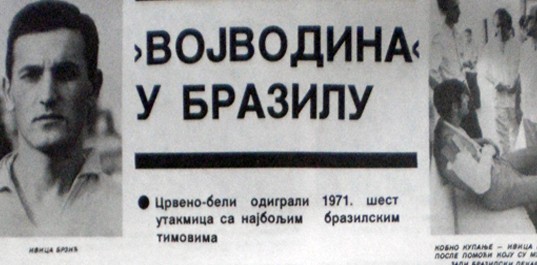 ›ВОЈВОДИНА‹
У БРАЗИЛУ
● Црвено-бели одиграли 1971. шест
утакмица са најбољим бразилским
тимовима
ИВИЦА БРЗИЋ
КОБНО КУПАЊЕ — ИВИЦА
ПОСЛЕ ПОМОЋИ КОЈУ СУ М